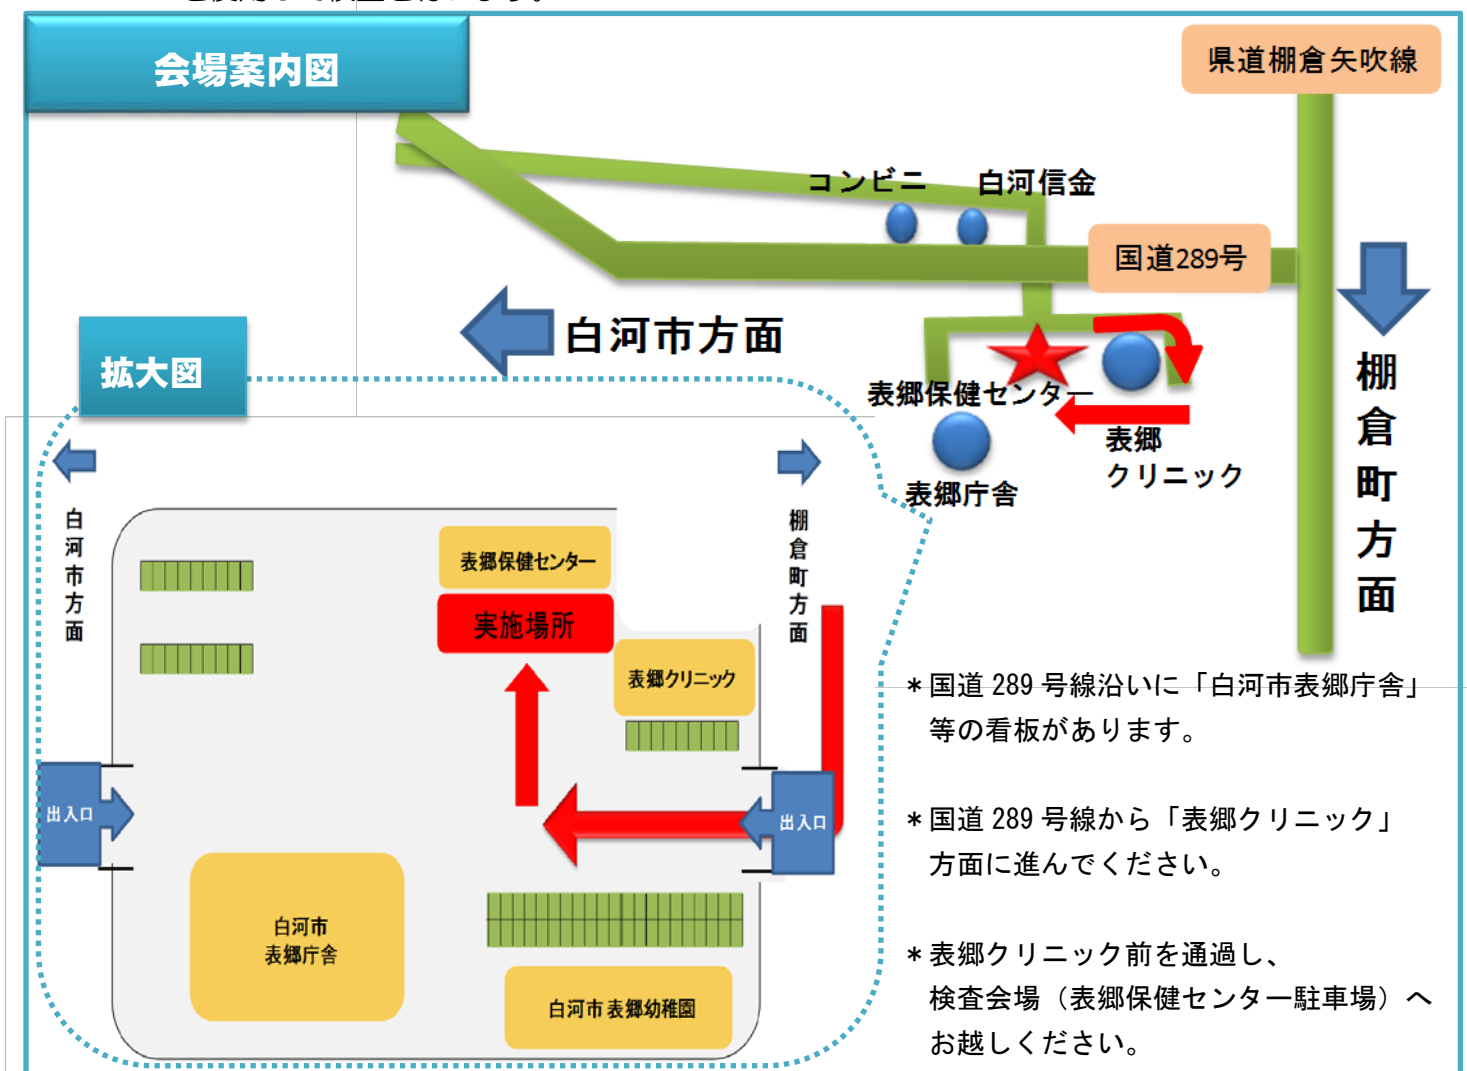 会場案内図
県道棚倉矢吹線
コンビニ
白河信金
国道289号
白河市方面
棚倉町方面
拡大図
表郷保健センター
表郷
クリニック
表郷庁舎
白河市方面
棚倉町方面
表郷保健センター
実施場所
表郷クリニック
出入口
出入口
白河市
表郷庁舎
白河市表郷幼稚園
＊国道 289 号線沿いに「白河市表郷庁舎」
等の看板があります。
＊国道 289 号線から「表郷クリニック」
方面に進んでください。
＊表郷クリニック前を通過し、
検査会場（表郷保健センター駐車場）へ
お越しください。